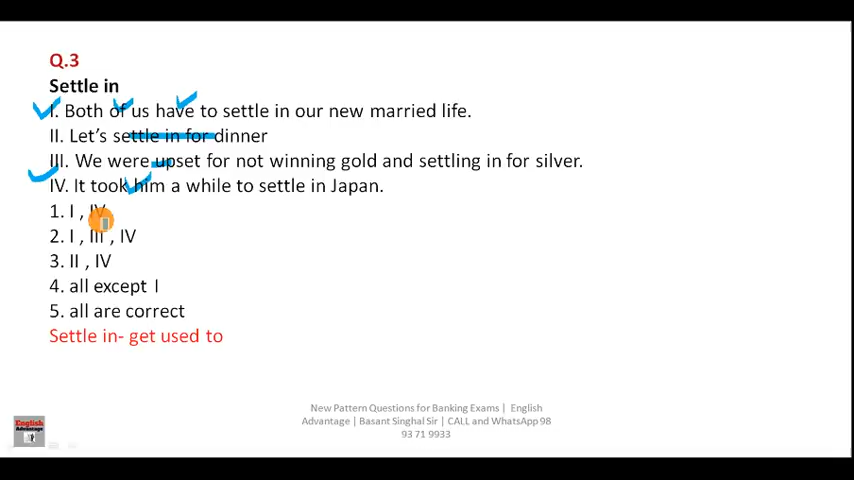 Q.3
Settle in
I. Both of us have to settle in our new married life.
II. Let's settle in for dinner
III. We were upset for not winning gold and settling in for silver.
IV. It took him a while to settle in Japan.
1. I , IV
2. I , III , IV
3. II , IV
4. all except I
5. all are correct
Settle in- get used to
New Pattern Questions for Banking Exams | English
Advantage | Basant Singhal Sir | CALL and WhatsApp 98
93 71 9933
English
Advantage